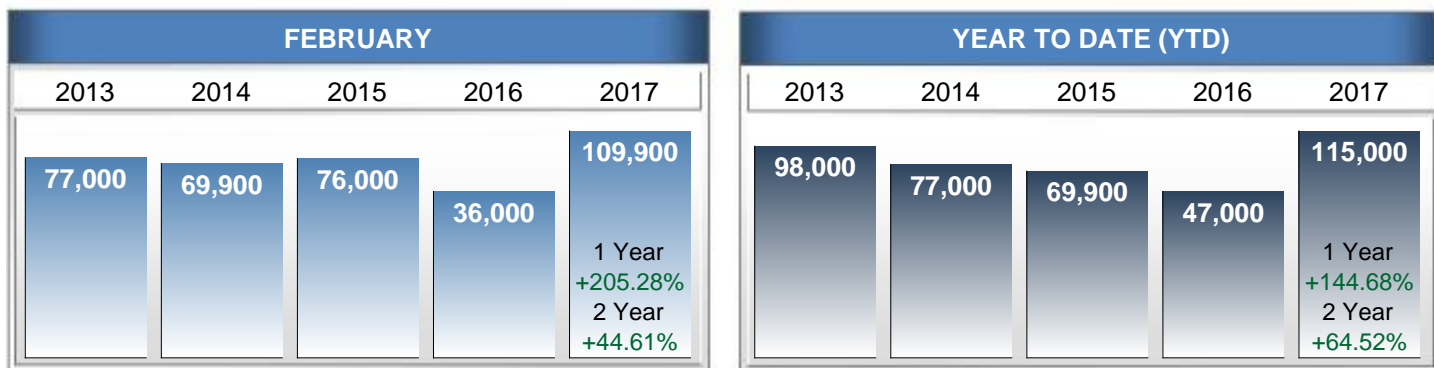 FEBRUARY
2013 2014 2015 2016 2017
77,000 69,900 76,000 36,000 109,900
1 Year
+205.28%
2 Year
+44.61%
YEAR TO DATE (YTD)
2013 2014 2015 2016 2017
98,000 77,000 69,900 47,000 115,000
1 Year
+144.68%
2 Year
+64.52%